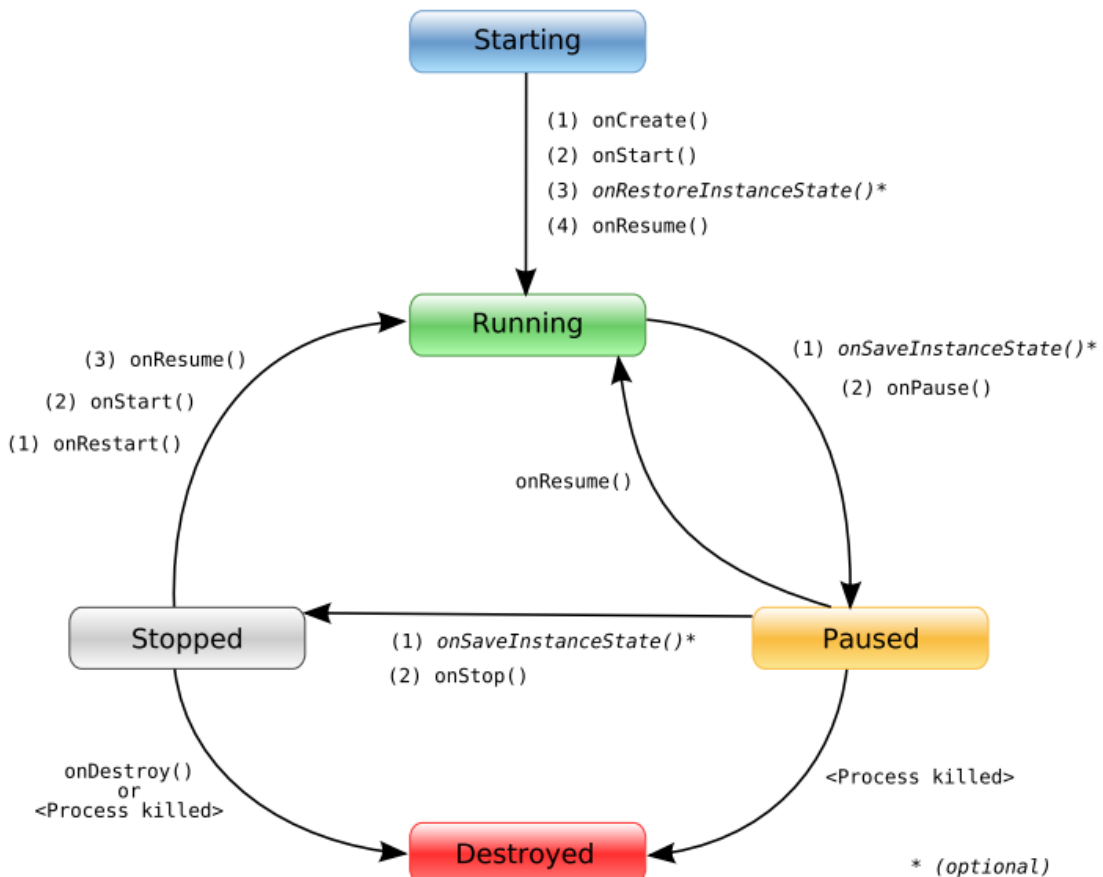 Starting
(1) onCreate()
(2) onStart()
(3) onRestoreInstanceState()*
(4) onResume()
Running
(3) onResume()
(2) onStart()
(1) onRestart()
(1) onSaveInstanceState()*
(2) onPause()
onResume()
Stopped
(1) onSaveInstanceState()*
(2) onStop()
Paused
onDestroy()
or
<Process killed>
<Process killed>
Destroyed
* (optional)